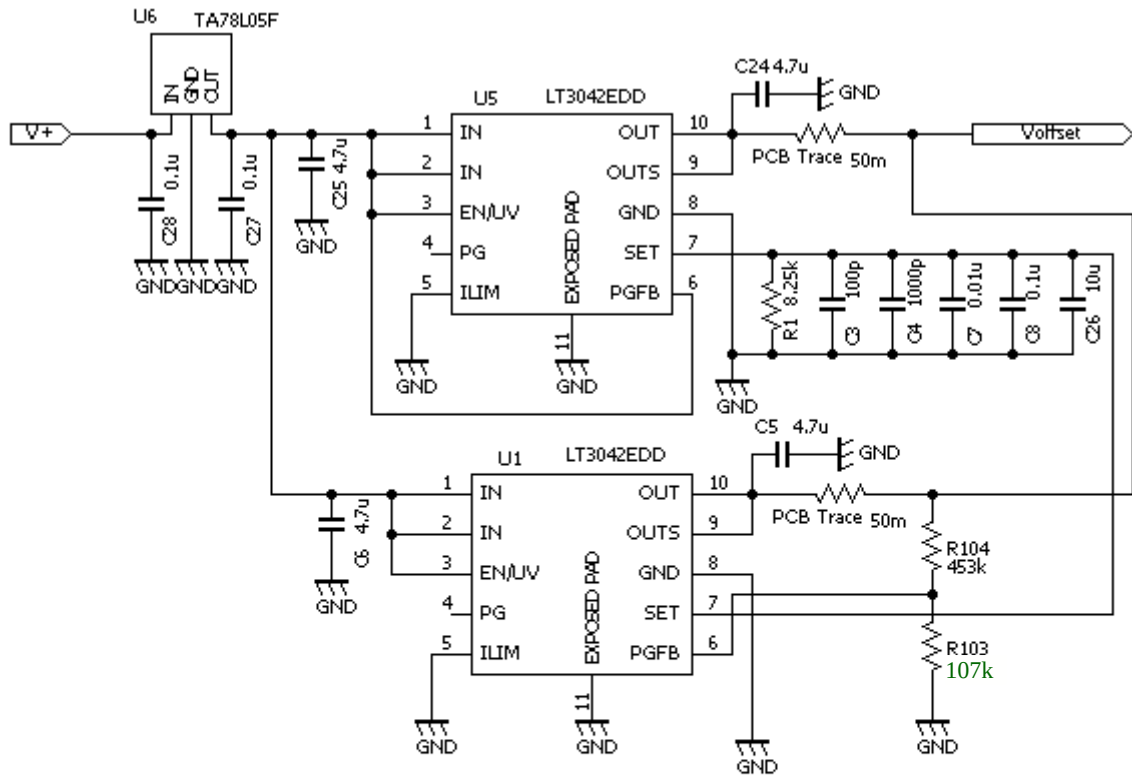 U6 TA78L05F
IN
GND
OUT
V+
0.1u
C28
0.1u
C27
4.7u
C25
GND GND GND
GND
U5 LT3042EDD
1 IN
2 IN
3 EN/UV
4 PG
5 ILIM
EXPOSED PAD
11
OUT 10
OUTS 9
GND 8
SET 7
PGFB 6
GND
GND
C24 4.7u
GND
PCB Trace 50m
Voffset
R1 8.25k
C3 100p
C4 1000p
C7 0.01u
C8 0.1u
C26 10u
GND
U1 LT3042EDD
1 IN
2 IN
3 EN/UV
4 PG
5 ILIM
EXPOSED PAD
11
OUT 10
OUTS 9
GND 8
SET 7
PGFB 6
C6 4.7u
GND
GND
GND
C5 4.7u
GND
PCB Trace 50m
R104
453k
R103
107k
GND
GND